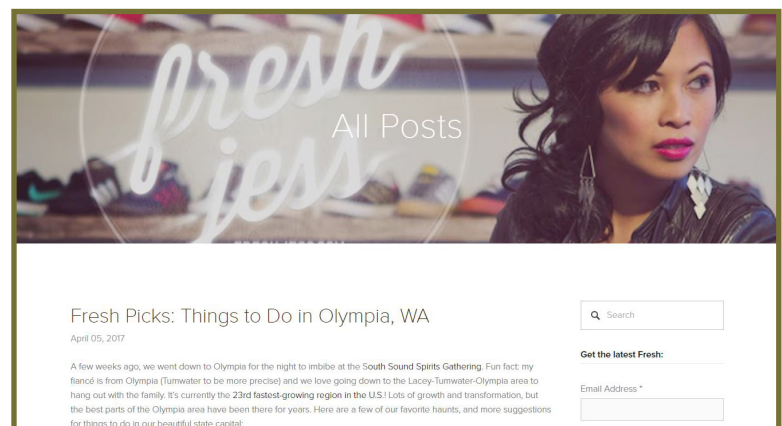 fresh
jess
All Posts
FRESHJESS.COM
Fresh Picks: Things to Do in Olympia, WA
April 05, 2017
A few weeks ago, we went down to Olympia for the night to imbibe at the South Sound Spirits Gathering. Fun fact: my
fiancé is from Olympia (Tumwater to be more precise) and we love going down to the Lacey-Tumwater-Olympia area to
hang out with the family. It's currently the 23rd fastest-growing region in the U.S.! Lots of growth and transformation, but
the best parts of the Olympia area have been there for years. Here are a few of our favorite haunts, and more suggestions
for things to do in our beautiful state capital:
Search
Get the latest Fresh:
Email Address *